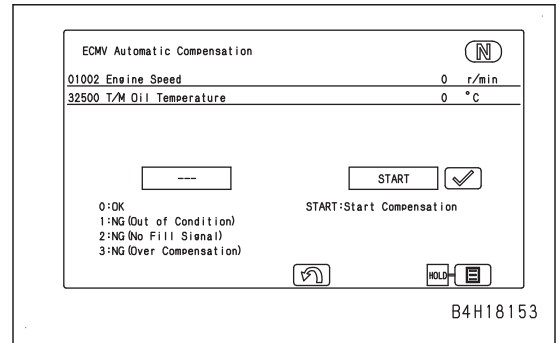 ECMV Automatic Compensation
N
01002 Engine Speed 0 r/min
32500 T/M Oil Temperature 0 °C
--- START
0:OK START:Start Compensation
1:NG(Out of Condition)
2:NG(No Fill Signal)
3:NG(Over Compensation)
HOLD
B4H18153